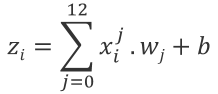 z_i = \sum_{j=0}^{12} x_i^j . w_j + b